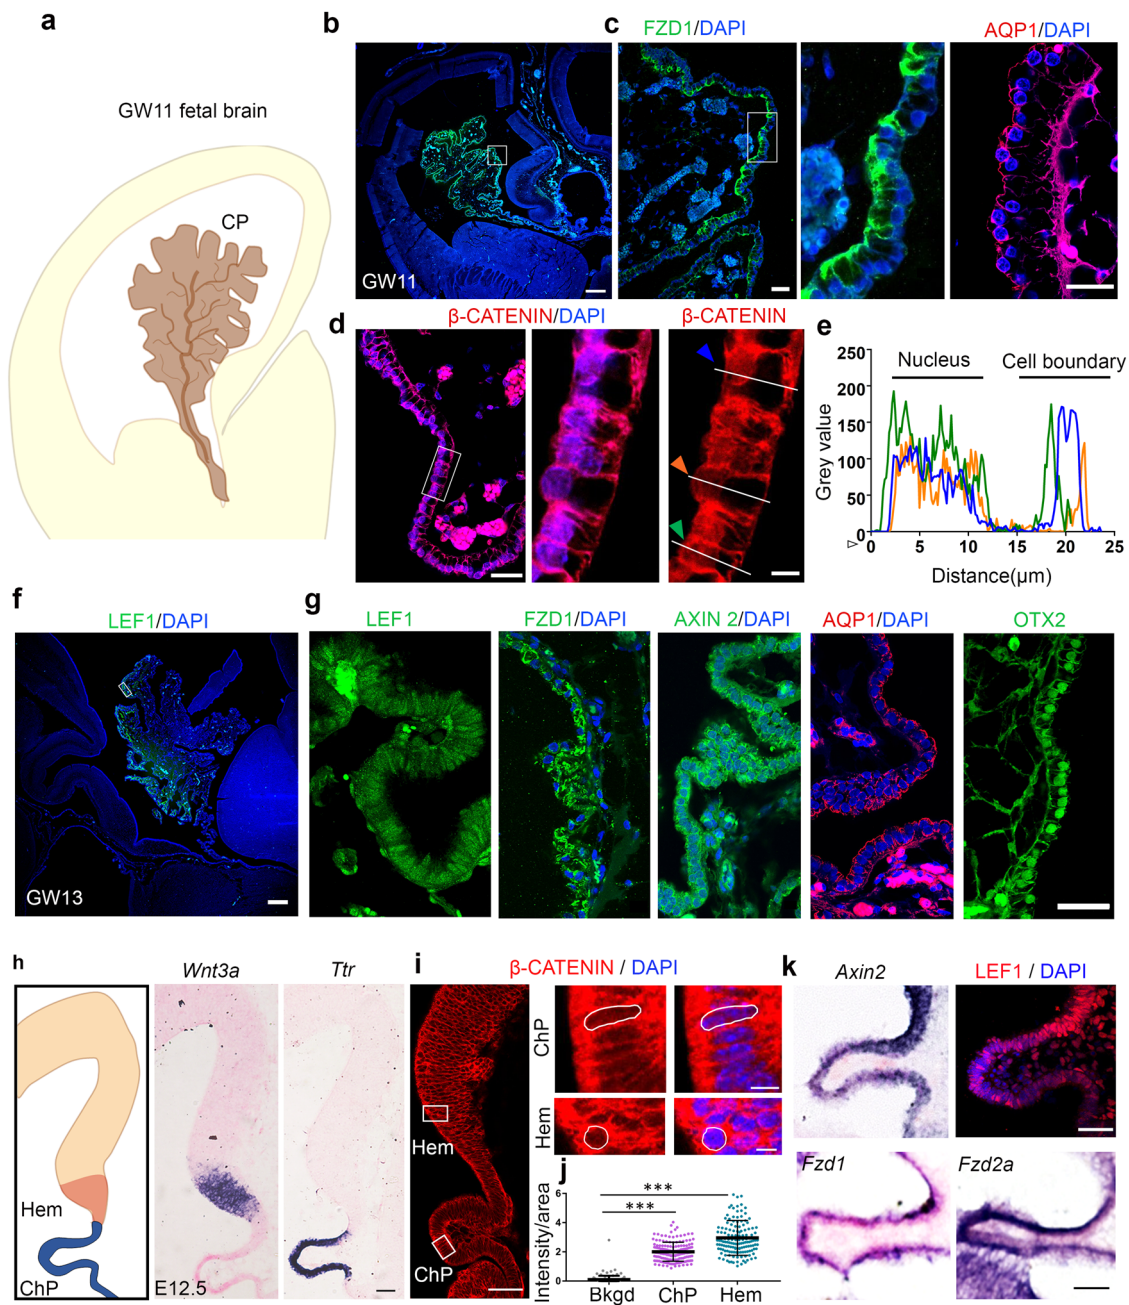 a
GW11 fetal brain
CP
b
GW11
c
FZD1/DAPI
AQP1/DAPI
d
β-CATENIN/DAPI
β-CATENIN
e
250
200
150
100
50
0
Grey value
Nucleus
Cell boundary
0 5 10 15 20 25
Distance(μm)
f
LEF1/DAPI
GW13
g
LEF1
FZD1/DAPI
AXIN 2/DAPI
AQP1/DAPI
OTX2
h
Hem
ChP
Wnt3a
E12.5
Ttr
i
β-CATENIN / DAPI
Hem
ChP
ChP
Hem
j
Intensity/area
6
4
2
0
***
***
Bkgd ChP Hem
k
Axin2
LEF1 / DAPI
Fzd1
Fzd2a